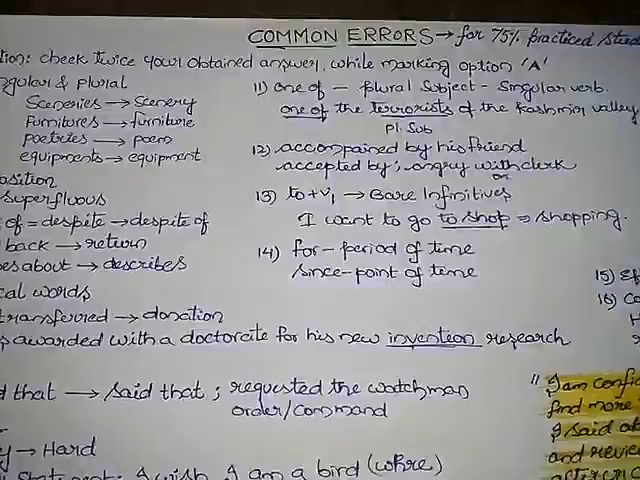 COMMON ERRORS → for 75% Practiced Stud
tion: check twice your obtained answer, while marking option 'A'
ngular & plural
Sceneries → Scenery
Furnitures → furniture
Poetries → poem
equipments → equipment
osition
superfluous
of = despite → despite of
back → return
es about → describes
cal words
transferred → donation
awarded with a doctorate for his new invention research
d that → said that ; requested the watchman
order/command
y → Hard
statement: I wish I am a bird (were)
11) one of – plural Subject - Singular verb.
one of the terrorists of the Kashmir valley
pl. Sub
12) accompained by his friend
accepted by ; angry with clerk
on
13) to+V1 → Bare Infinitives
I want to go to shop ⇒ shopping.
14) for – period of time
since – point of time
15) Ef
16) Co
H
" I am confi
find more
I said ab
and revie